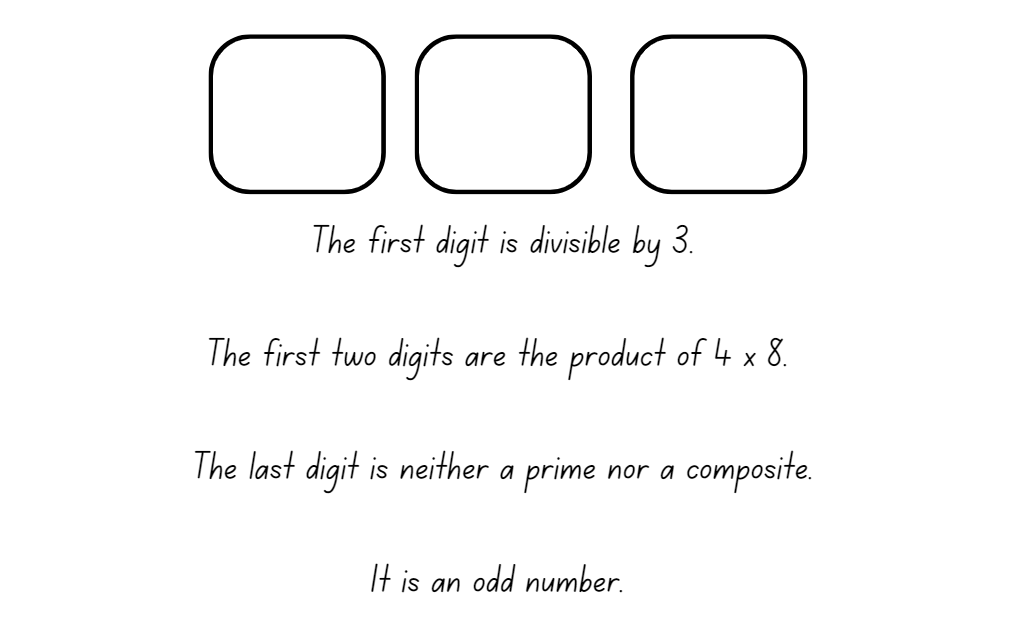 The first digit is divisible by 3.
The first two digits are the product of 4 x 8.
The last digit is neither a prime nor a composite.
It is an odd number.